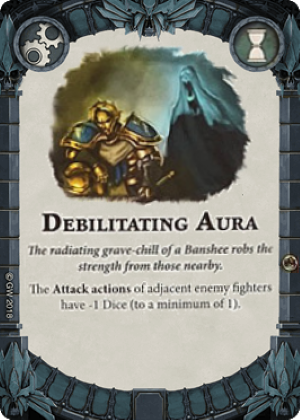 DEBILITATING AURA
The radiating grave-chill of a Banshee robs the
strength from those nearby.
The Attack actions of adjacent enemy fighters
have -1 Dice (to a minimum of 1).
© GW 2018